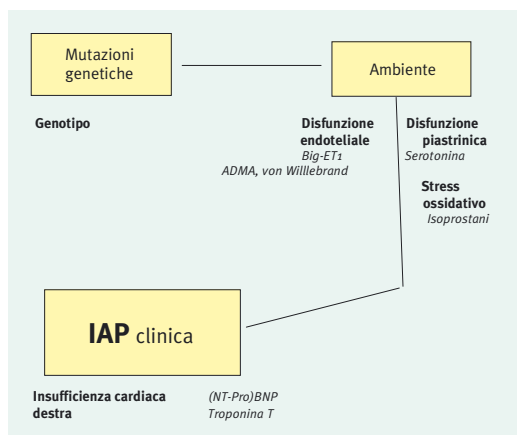 Mutazioni
genetiche
Ambiente
Genotipo
Disfunzione
endoteliale
Big-ET1
ADMA, von Willlebrand
Disfunzione
piastrinica
Serotonina
Stress
ossidativo
Isoprostani
IAP clinica
Insufficienza cardiaca
destra
(NT-Pro)BNP
Troponina T